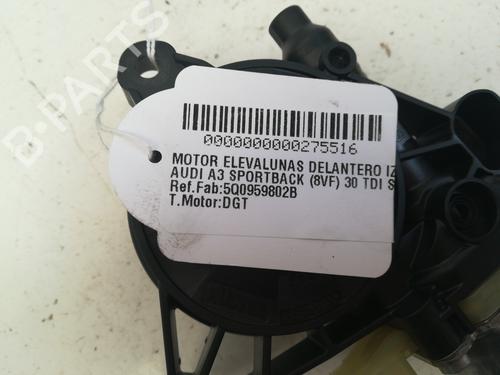 B-PARTS
0000000000275516
MOTOR ELEVALUNAS DELANTERO IZ
AUDI A3 SPORTBACK (8VF) 30 TDI S
Ref.Fab:5Q0959802B
T.Motor:DGT